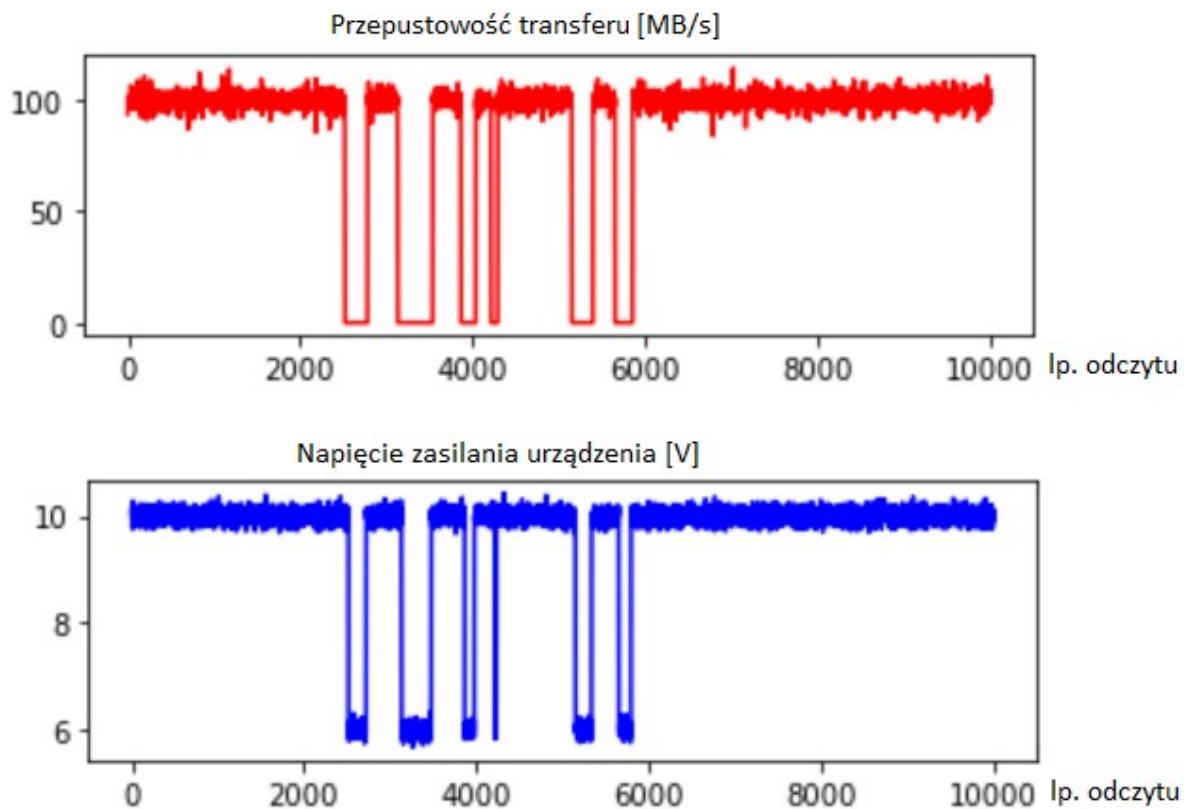 Przepustowość transferu [MB/s]
100
50
0
0 2000 4000 6000 8000 10000 lp. odczytu
Napięcie zasilania urządzenia [V]
10
8
6
0 2000 4000 6000 8000 10000 lp. odczytu